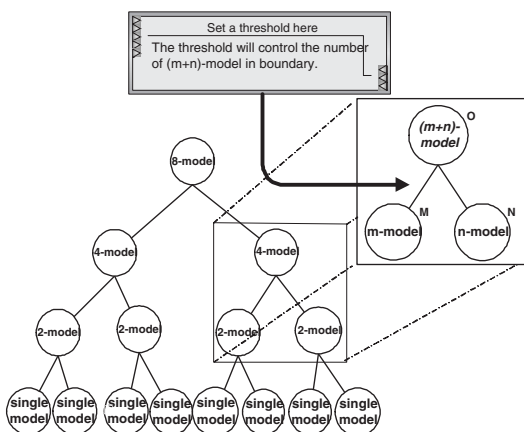 Set a threshold here
The threshold will control the number
of (m+n)-model in boundary.
O
(m+n)-
model
8-model
M
N
m-model
n-model
4-model
4-model
2-model
2-model
2-model
2-model
single
model
single
model
single
model
single
model
single
model
single
model
single
model
single
model